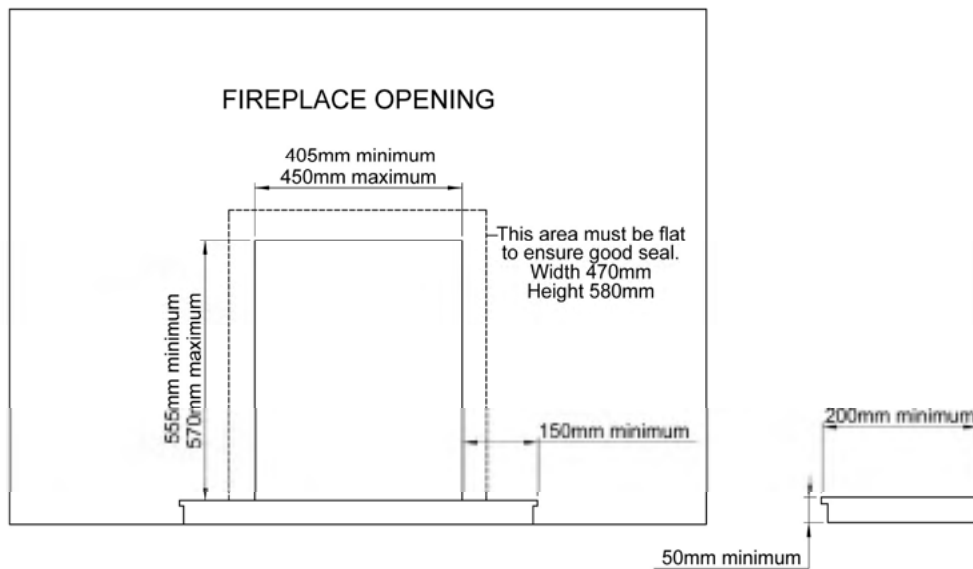 FIREPLACE OPENING
405mm minimum
450mm maximum
This area must be flat
to ensure good seal.
Width 470mm
Height 580mm
555mm minimum
570mm maximum
150mm minimum
200mm minimum
50mm minimum